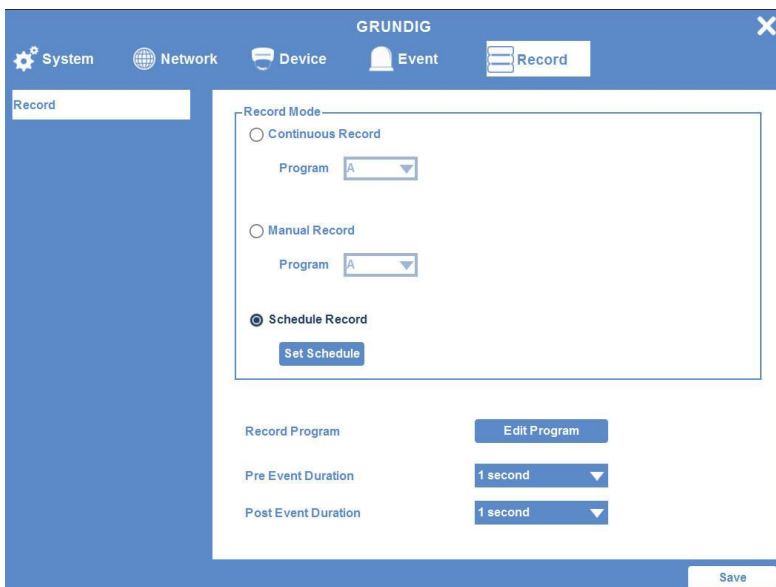 GRUNDIG
System
Network
Device
Event
Record
Record
Record Mode
Continuous Record
Program A
Manual Record
Program A
Schedule Record
Set Schedule
Record Program Edit Program
Pre Event Duration 1 second
Post Event Duration 1 second
Save